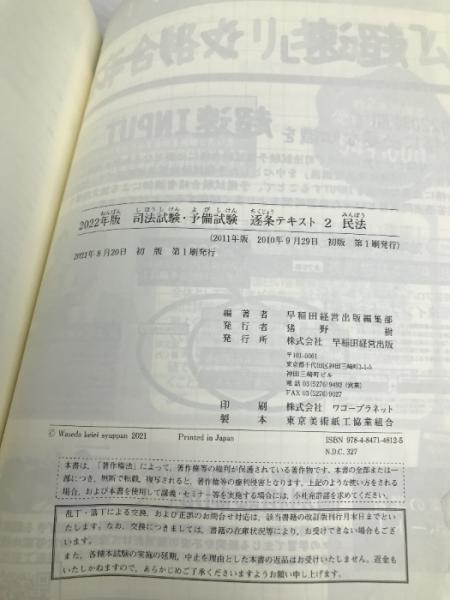 2022年版 司法試験・予備試験 逐条テキスト 2 民法
(2011年版 2010年9月29日 初版 第1刷発行)
2021年8月20日 初 版 第1刷発行
編 著 者 早稲田経営出版編集部
発 行 者 猪 野 樹
発 行 所 株式会社 早稲田経営出版
〒101-0061
東京都千代田区神田三崎町3-1-5
神田三崎町ビル
電話 03(5276)9492(営業)
FAX 03(5276)9027
印 刷 株式会社 ワコープラネット
製 本 東京美術紙工協業組合
© Waseda keiei syuppan 2021 Printed in Japan ISBN 978-4-8471-4812-5
N.D.C. 327
本書は,「著作権法」によって,著作権等の権利が保護されている著作物です。本書の全部または一
部につき,無断で転載,複写されると,著作権等の権利侵害となります。上記のような使い方をされる
場合,および本書を使用して講義・セミナー等を実施する場合には,小社宛許諾を求めてください。
乱丁・落丁による交換,および正誤のお問合せ対応は,該当書籍の改訂版刊行月末日までとい
たします。なお,交換につきましては,書籍の在庫状況等により,お受けできない場合もござ
います。
また,各種本試験の実施の延期,中止を理由とした本書の返品はお受けいたしません。返金も
いたしかねますので,あらかじめご了承くださいますようお願い申し上げます。